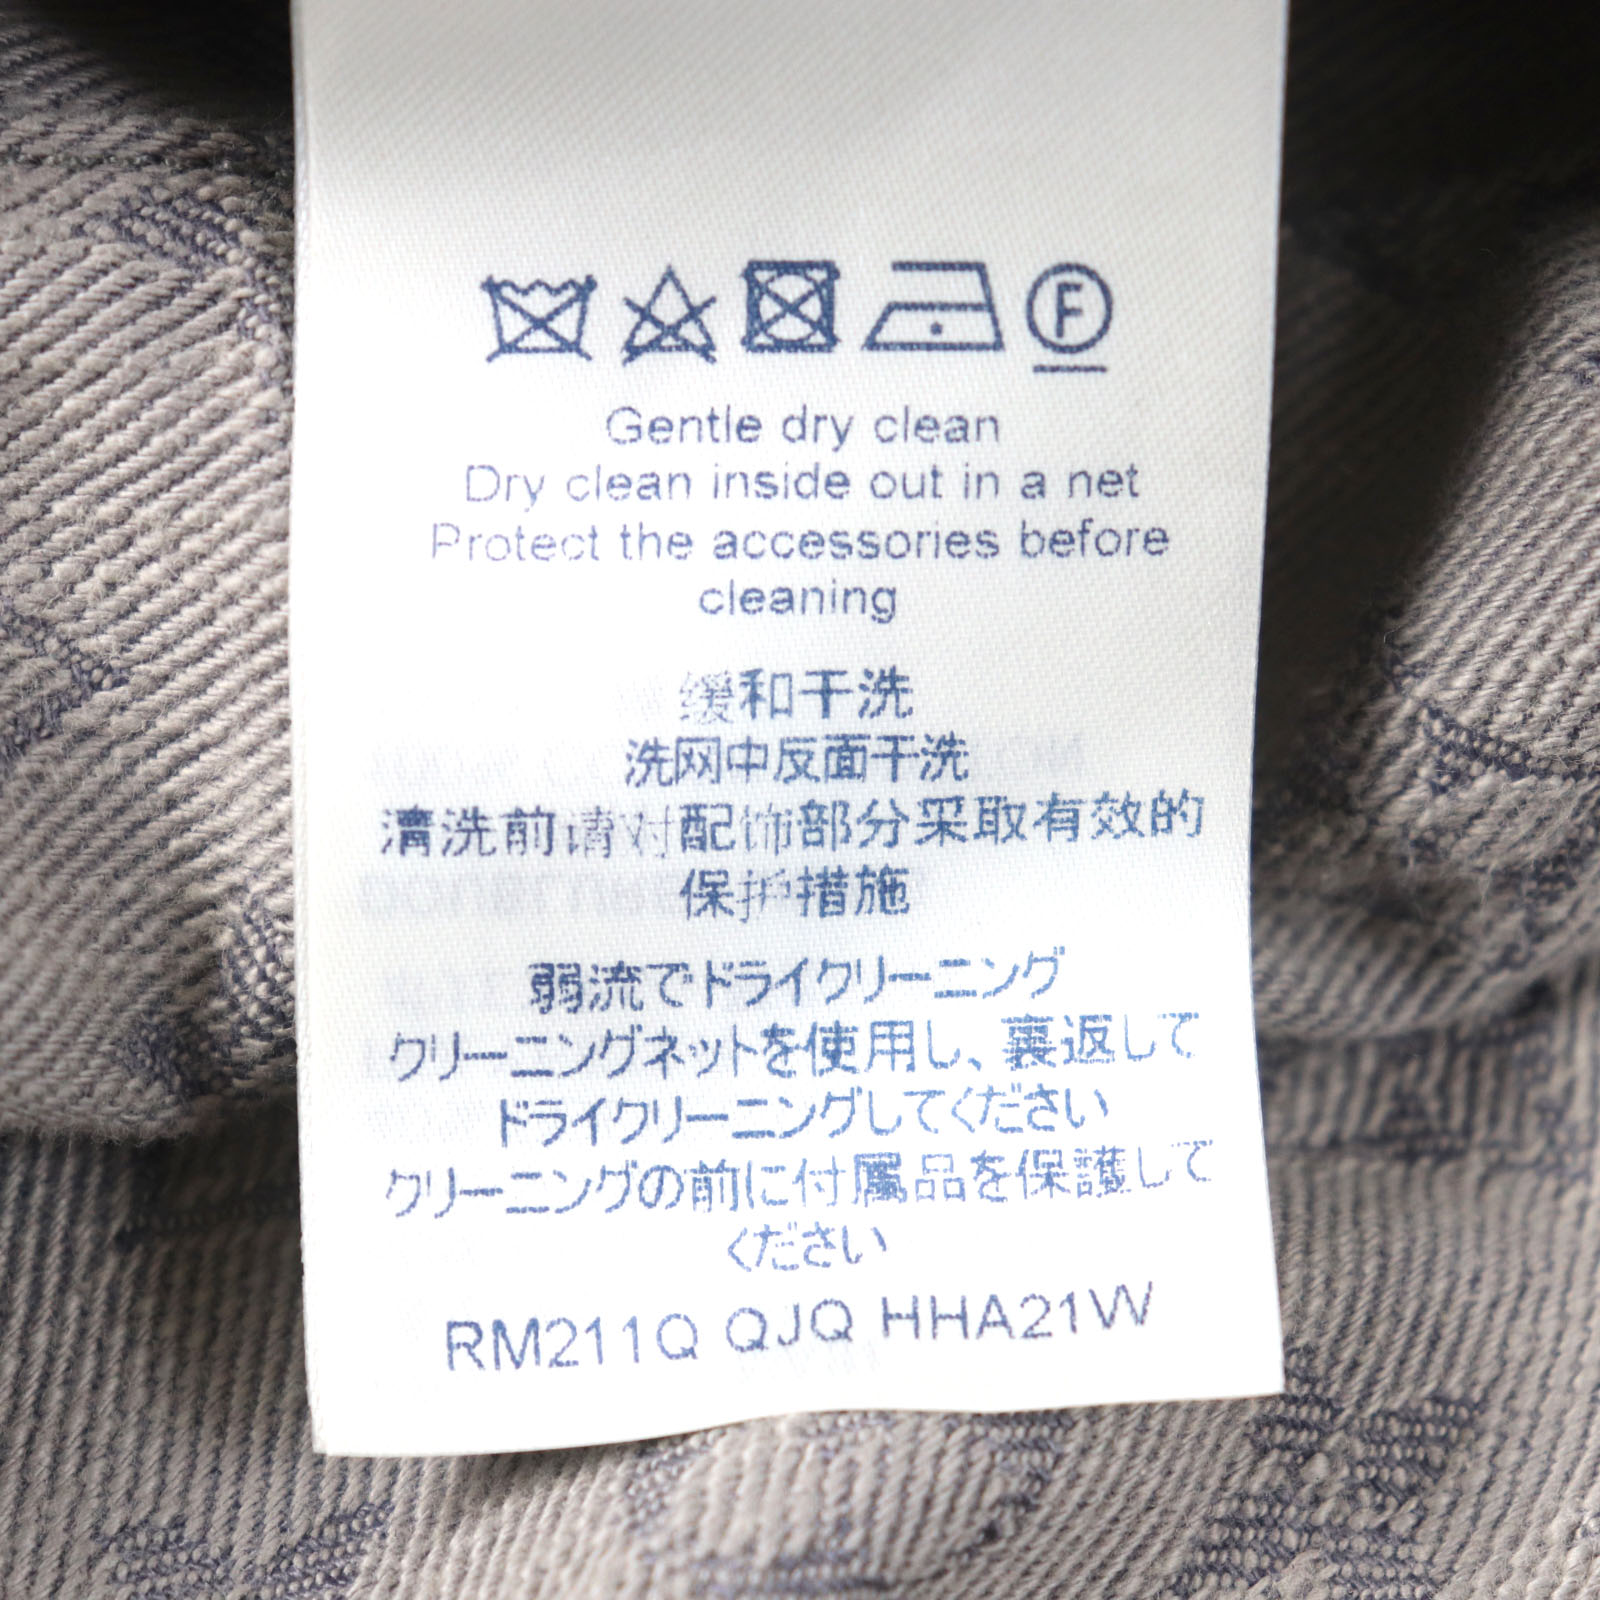 F
Gentle dry clean
Dry clean inside out in a net
Protect the accessories before
cleaning
缓和干洗
洗网中反面干洗
清洗前请对配饰部分采取有效的
保护措施
弱流でドライクリーニング
クリーニングネットを使用し、裏返して
ドライクリーニングしてください
クリーニングの前に付属品を保護して
ください
RM211Q QJQ HHA21W